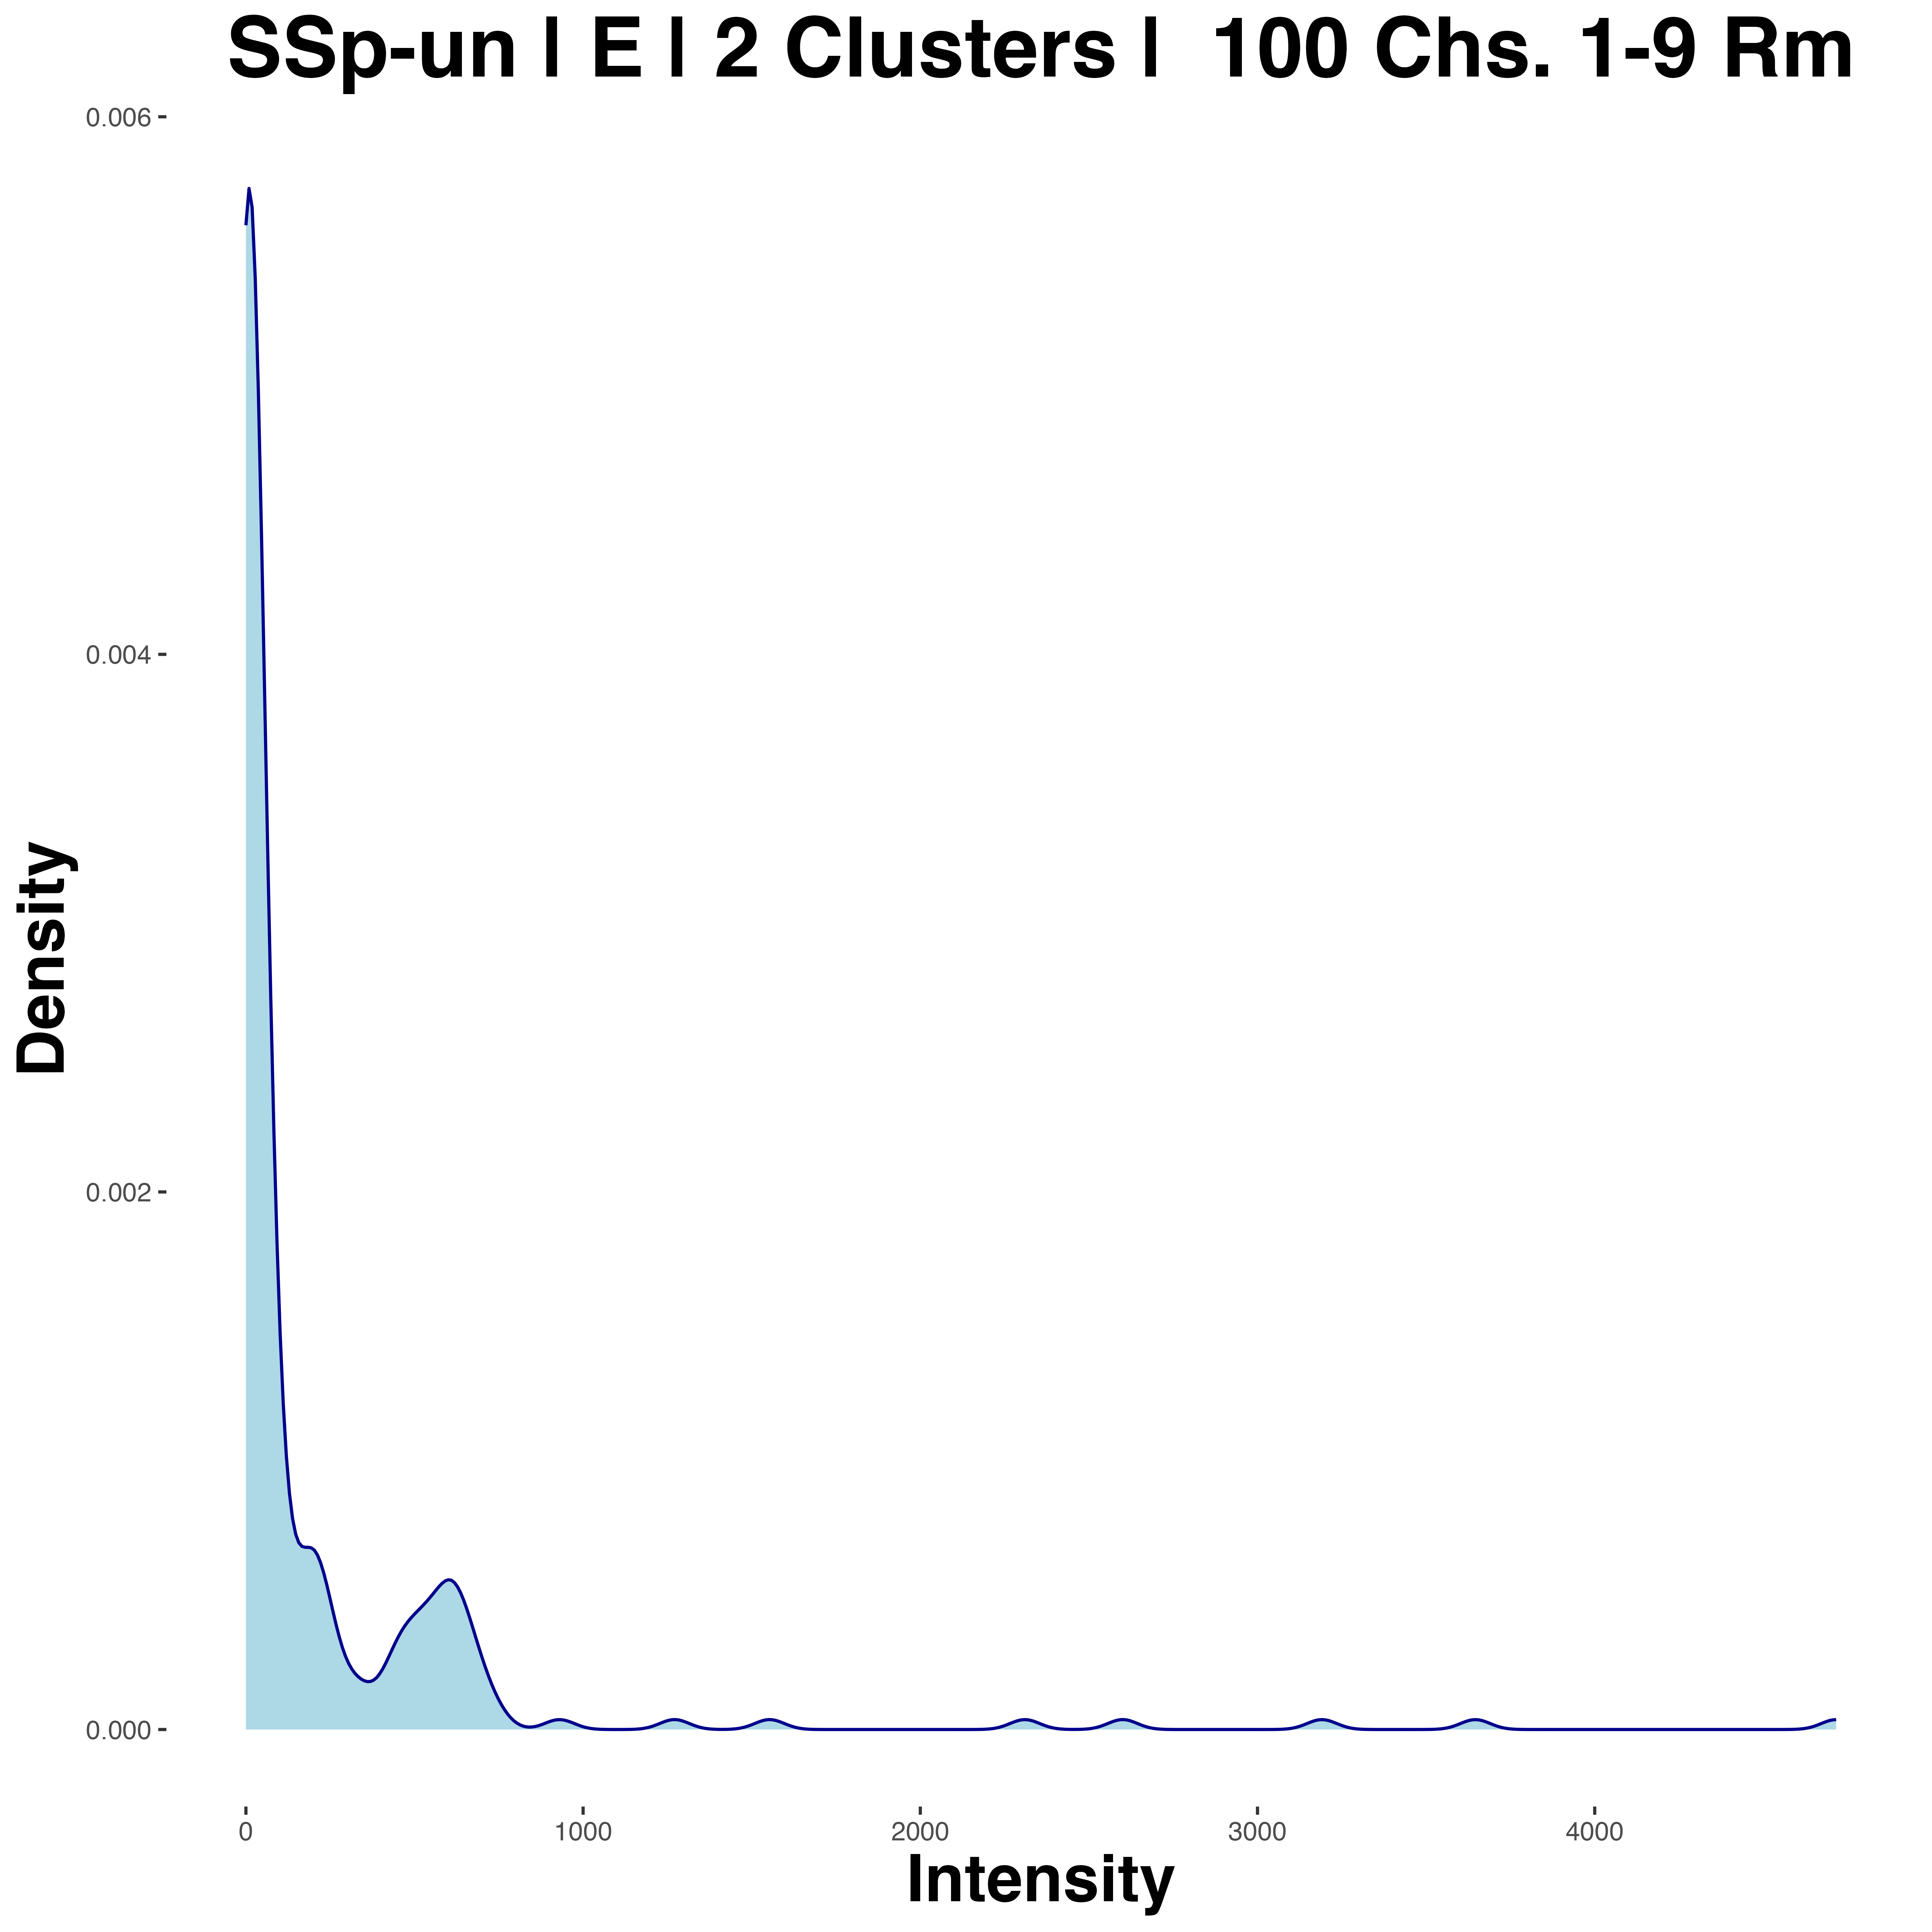 SSp-un | E | 2 Clusters | 100 Chs. 1-9 Rm
0.006
0.004
0.002
0.000
Density
0 1000 2000 3000 4000
Intensity